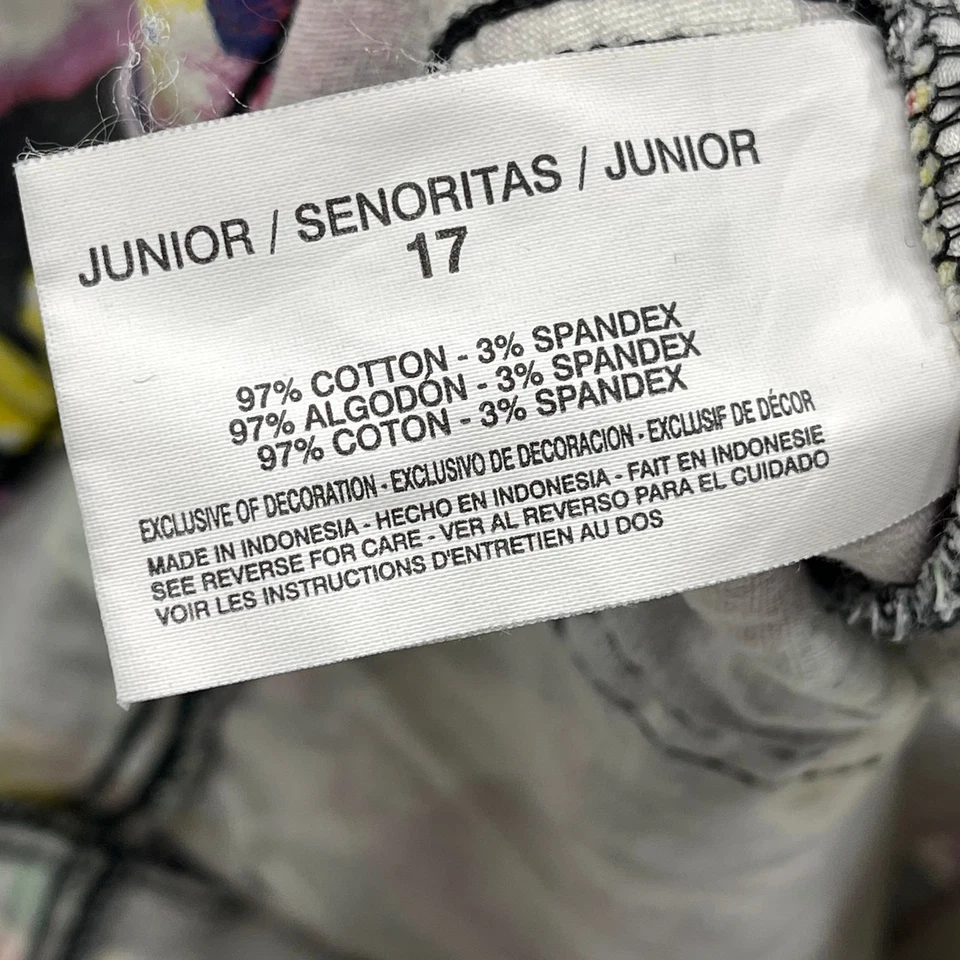 JUNIOR / SENORITAS / JUNIOR
17
97% COTTON - 3% SPANDEX
97% ALGODÓN - 3% SPANDEX
97% COTON - 3% SPANDEX
EXCLUSIVE OF DECORATION - EXCLUSIVO DE DECORACION - EXCLUSIF DE DÉCOR
MADE IN INDONESIA - HECHO EN INDONESIA - FAIT EN INDONESIE
SEE REVERSE FOR CARE - VER AL REVERSO PARA EL CUIDADO
VOIR LES INSTRUCTIONS D'ENTRETIEN AU DOS